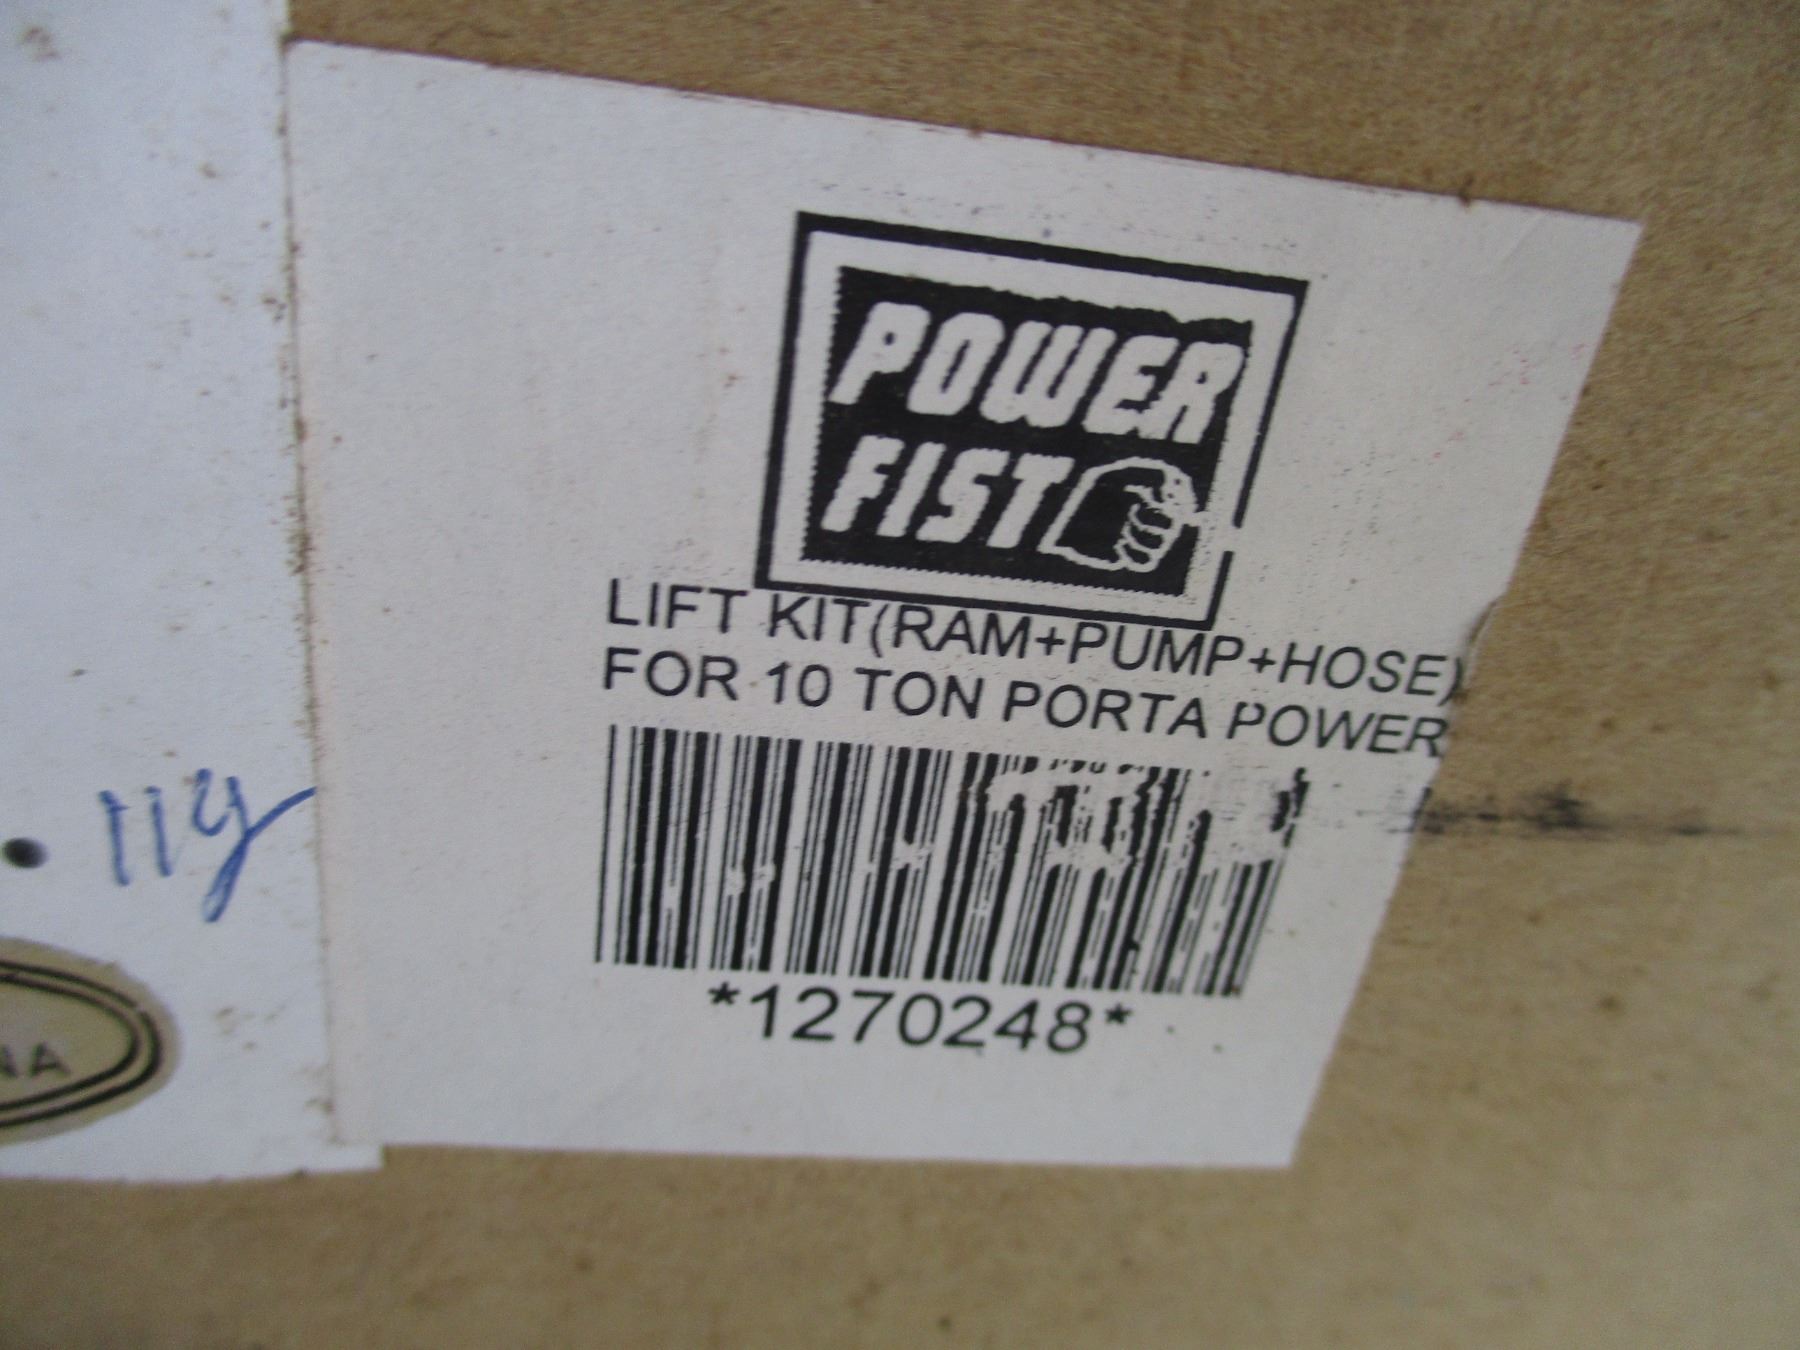 POWER
FIST
LIFT KIT(RAM+PUMP+HOSE)
FOR 10 TON PORTA POWER
*1270248*